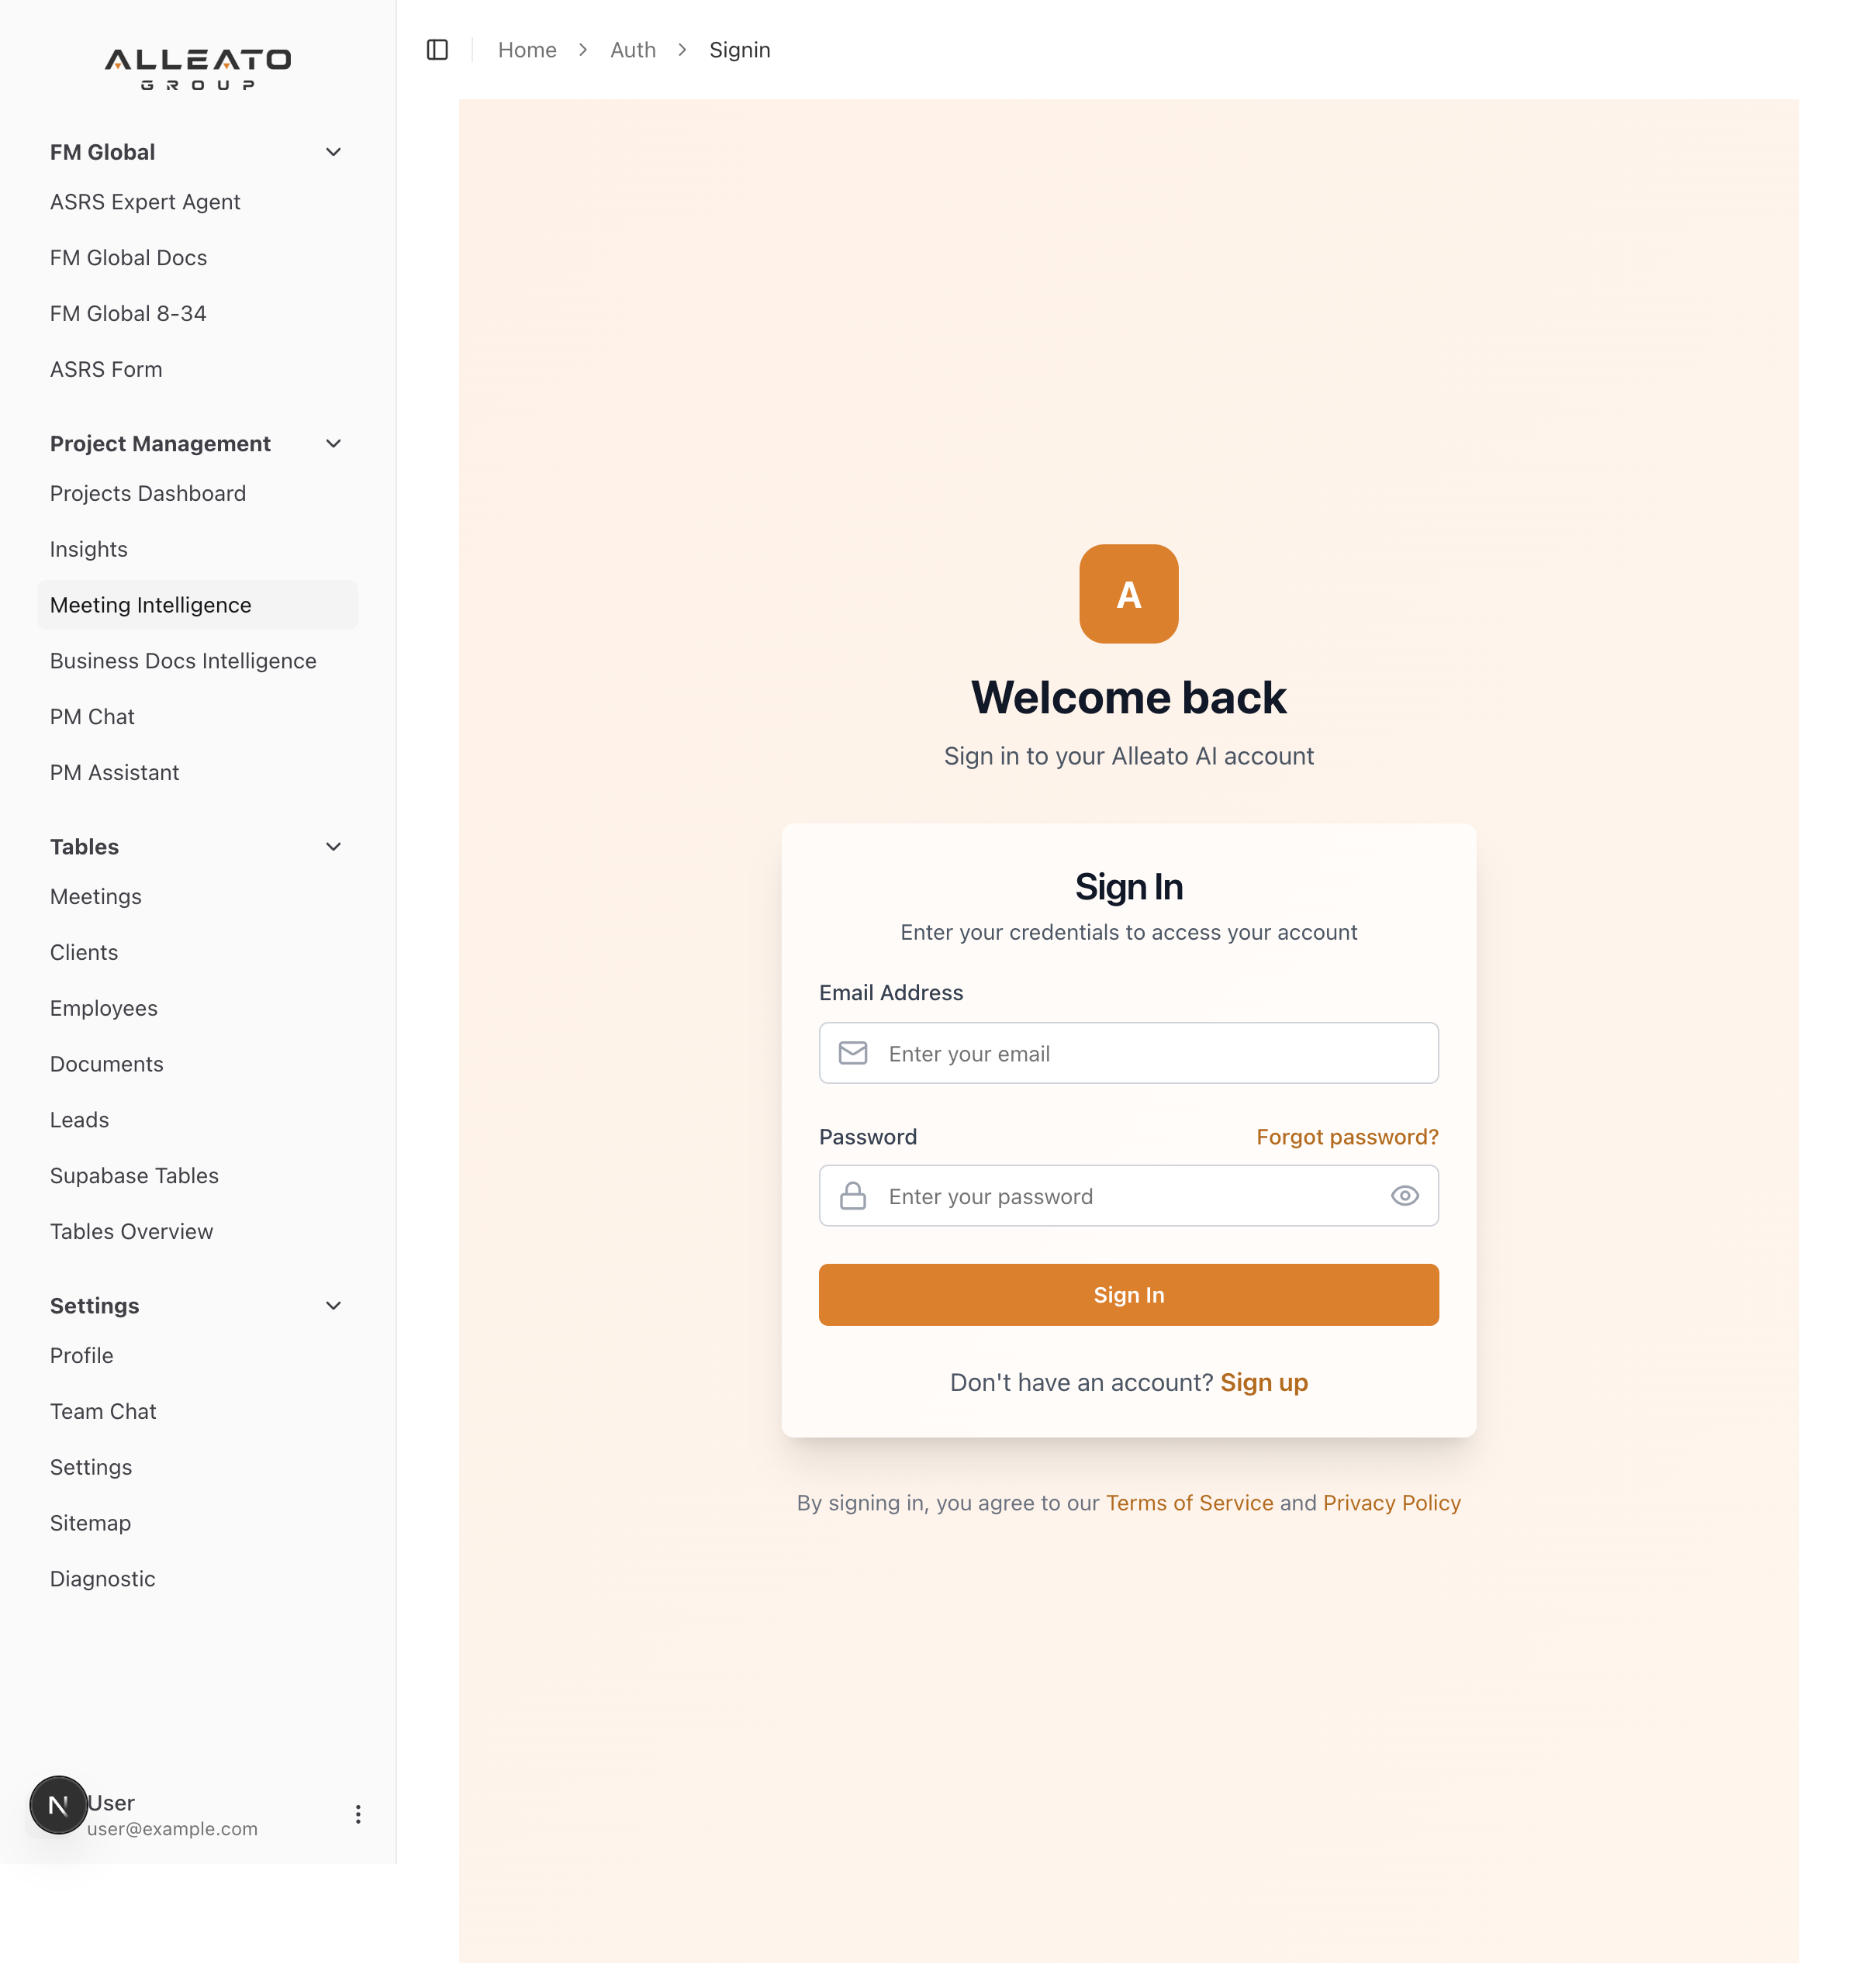 ALLEATO
GROUP
FM Global
ASRS Expert Agent
FM Global Docs
FM Global 8-34
ASRS Form
Project Management
Projects Dashboard
Insights
Meeting Intelligence
Business Docs Intelligence
PM Chat
PM Assistant
Tables
Meetings
Clients
Employees
Documents
Leads
Supabase Tables
Tables Overview
Settings
Profile
Team Chat
Settings
Sitemap
Diagnostic
N
User
user@example.com
Home > Auth > Signin
A
Welcome back
Sign in to your Alleato AI account
Sign In
Enter your credentials to access your account
Email Address
Enter your email
Password Forgot password?
Enter your password
Sign In
Don't have an account? Sign up
By signing in, you agree to our Terms of Service and Privacy Policy